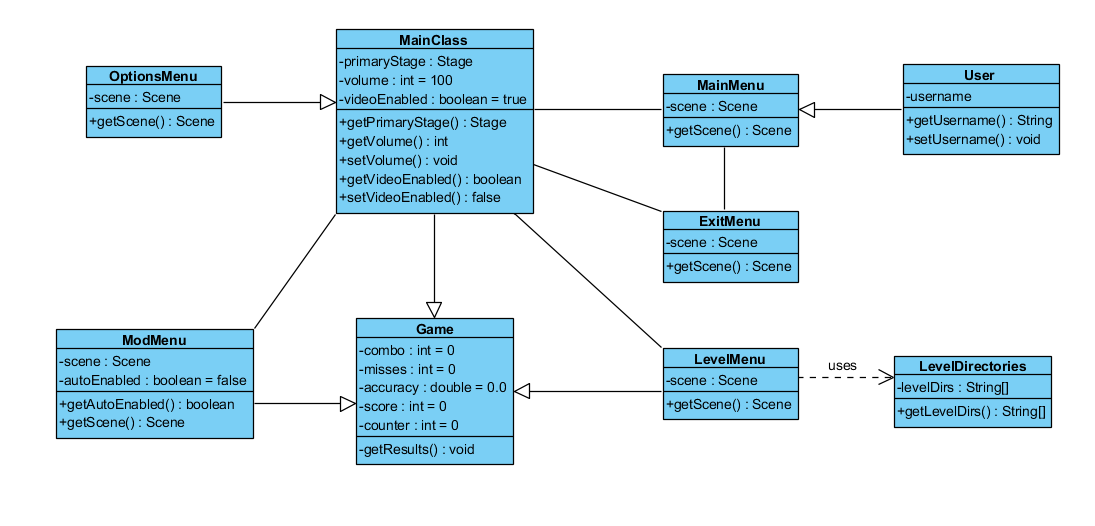 OptionsMenu
-scene : Scene
+getScene() : Scene
MainClass
-primaryStage : Stage
-volume : int = 100
-videoEnabled : boolean = true
+getPrimaryStage() : Stage
+getVolume() : int
+setVolume() : void
+getVideoEnabled() : boolean
+setVideoEnabled() : false
MainMenu
-scene : Scene
+getScene() : Scene
User
-username
+getUsername() : String
+setUsername() : void
ExitMenu
-scene : Scene
+getScene() : Scene
ModMenu
-scene : Scene
-autoEnabled : boolean = false
+getAutoEnabled() : boolean
+getScene() : Scene
Game
-combo : int = 0
-misses : int = 0
-accuracy : double = 0.0
-score : int = 0
-counter : int = 0
-getResults() : void
LevelMenu
-scene : Scene
+getScene() : Scene
uses
LevelDirectories
-levelDirs : String[]
+getLevelDirs() : String[]